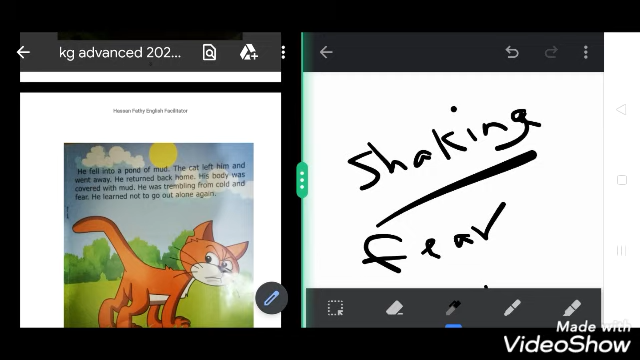 kg advanced 202...
Hassan Fathy English Facilitator
He fell into a pond of mud. The cat left him and
went away. He returned back home. His body was
covered with mud. He was trembling from cold and
fear. He learned not to go out alone again.
shaking
fear
Made with
VideoShow